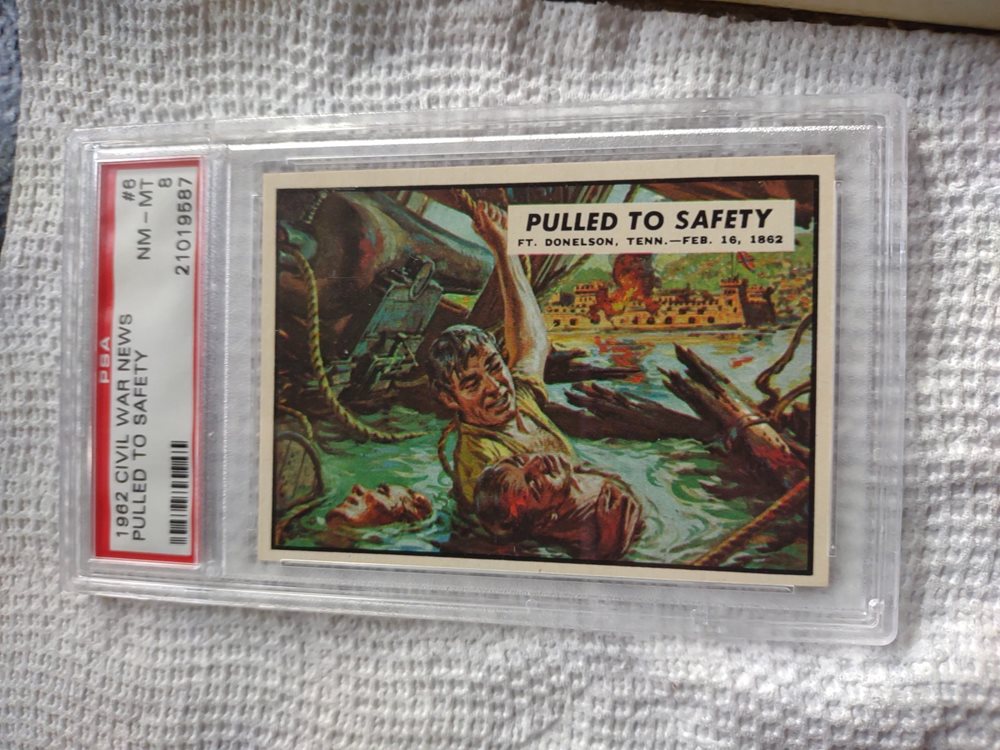 PSA
1962 CIVIL WAR NEWS #6
PULLED TO SAFETY NM-MT
8
21019587
PULLED TO SAFETY
FT. DONELSON, TENN.—FEB. 16, 1862